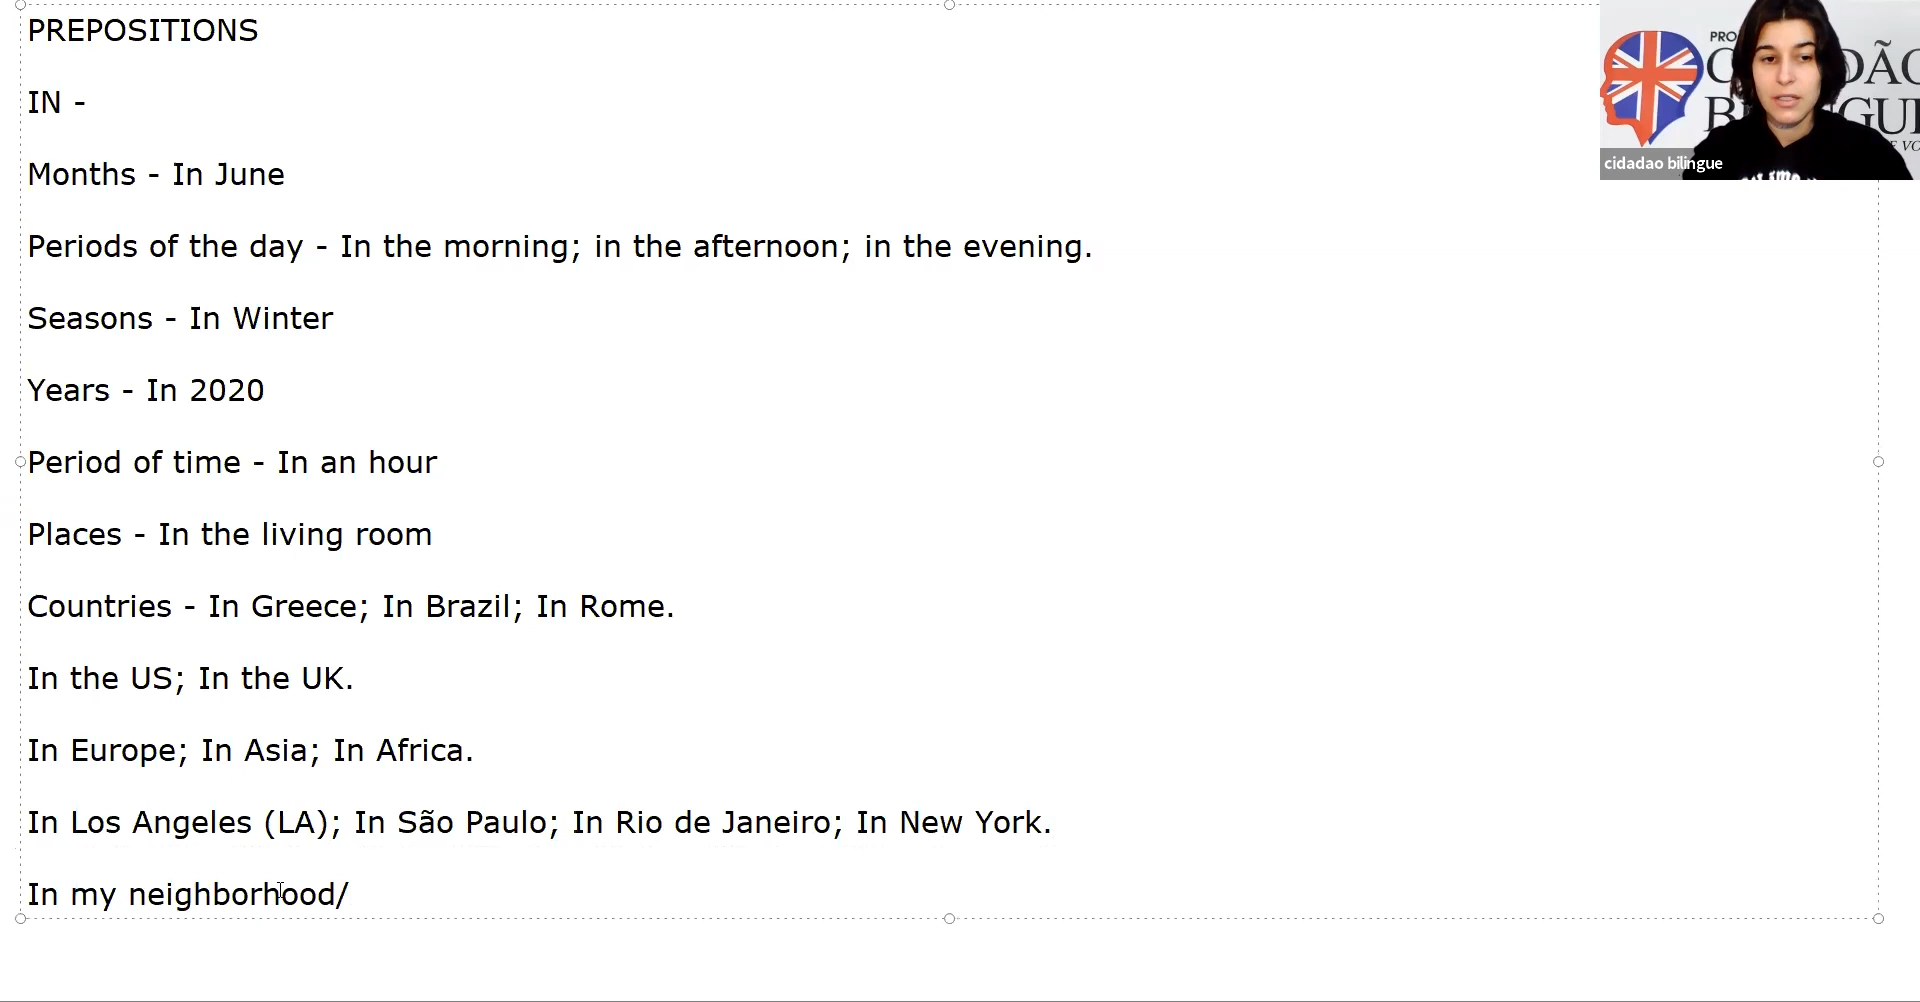 PREPOSITIONS
IN -
Months - In June
Periods of the day - In the morning; in the afternoon; in the evening.
Seasons - In Winter
Years - In 2020
Period of time - In an hour
Places - In the living room
Countries - In Greece; In Brazil; In Rome.
In the US; In the UK.
In Europe; In Asia; In Africa.
In Los Angeles (LA); In São Paulo; In Rio de Janeiro; In New York.
In my neighborhood/
PRO
cidadao bilingue